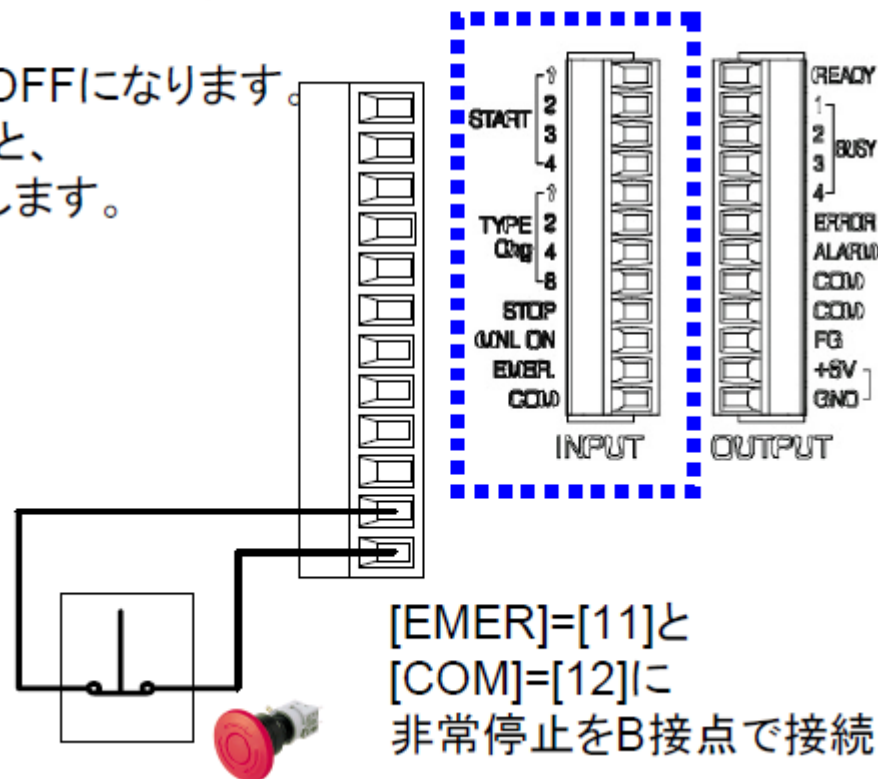 OFFになります。
と、
します。
START
1
2
3
4
TYPE
Chg
1
2
4
8
STOP
MNL ON
EMER.
COM
INPUT
READY
1
2
3
4
BUSY
ERROR
ALARM
COM
COM
FG
+5V
GND
OUTPUT
[EMER]=[11]と
[COM]=[12]に
非常停止をB接点で接続